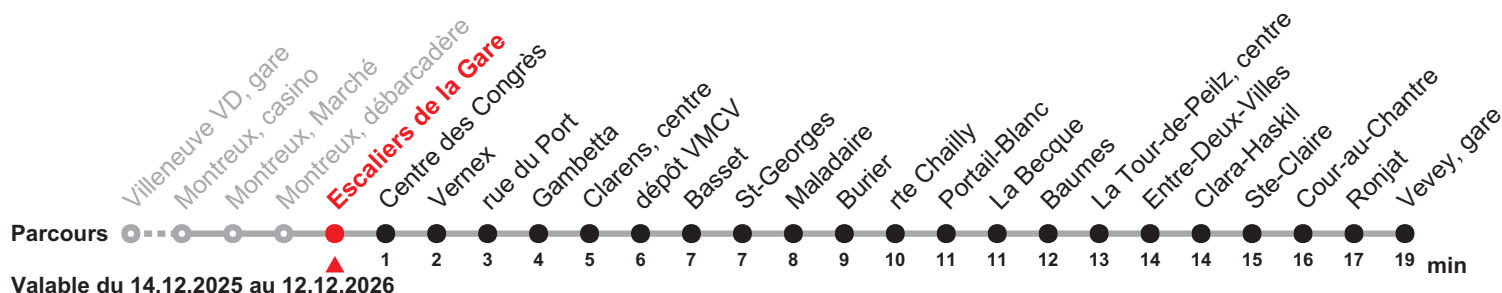 Villeneuve VD, gare
Montreux, casino
Montreux, Marché
Montreux, débarcadère
Escaliers de la Gare
Centre des Congrès
Vernex
rue du Port
Gambetta
Clarens, centre
dépôt VMCV
Basset
St-Georges
Maladaire
Burier
rte Chailly
Portail-Blanc
La Becque
Baumes
La Tour-de-Peilz, centre
Entre-Deux-Villes
Clara-Haskil
Ste-Claire
Cour-au-Chantre
Ronjat
Vevey, gare
Parcours
1 2 3 4 5 6 7 7 8 9 10 11 11 12 13 14 14 15 16 17 19 min
Valable du 14.12.2025 au 12.12.2026